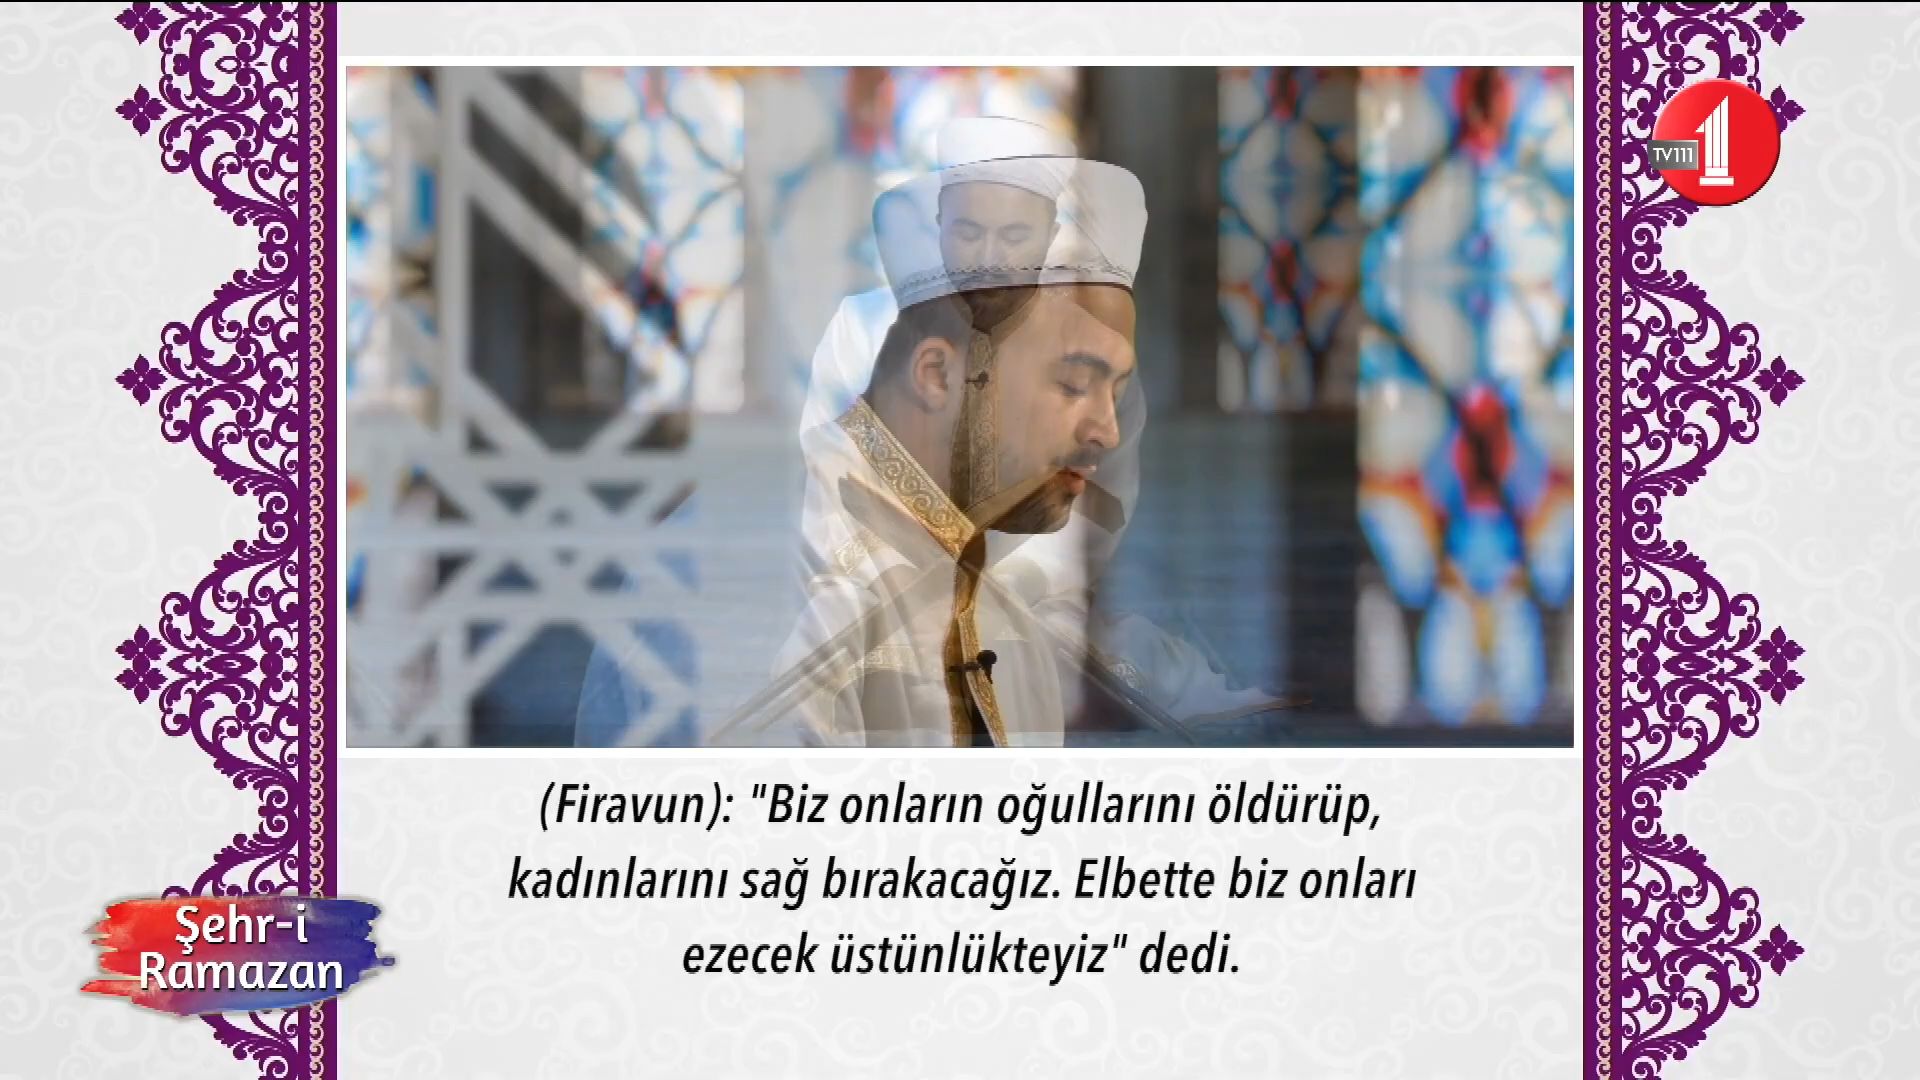 TV111
(Firavun): "Biz onların oğullarını öldürüp,
kadınlarını sağ bırakacağız. Elbette biz onları
ezecek üstünlükteyiz" dedi.
Şehr-i
Ramazan